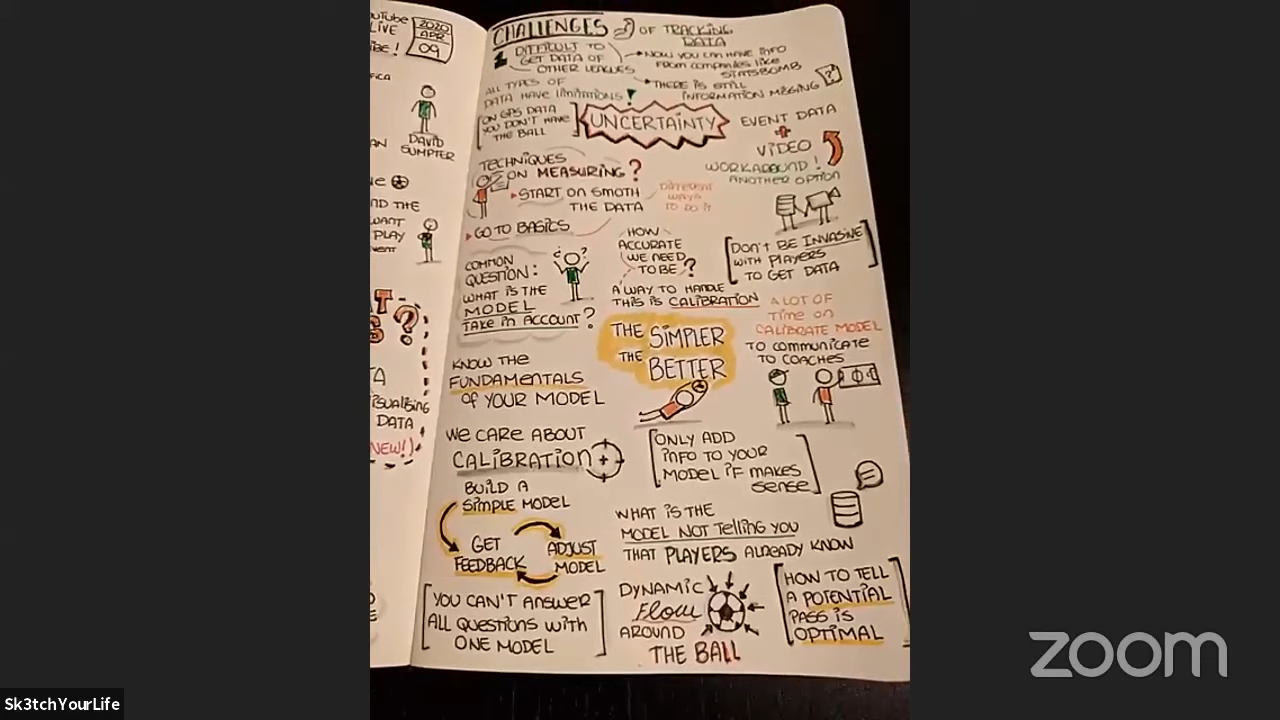 YouTube
LIVE
2020
APR
09
DAVID
SUMPTER
AND THE
WANT
PLAY
?
VISUALISING
DATA
NEW!)
CHALLENGES OF TRACKING
DATA
1 DIFFICULT TO
GET DATA OF
OTHER LEAGUES
NOW YOU CAN HAVE INFO
FROM COMPANIES LIKE
STATSBOMB
THERE IS STILL
INFORMATION MISSING
?
ALL TYPES OF
DATA HAVE LIMITATIONS!
ON GPS DATA
YOU DON'T HAVE
THE BALL
UNCERTAINTY
EVENT DATA
+
VIDEO
WORKAROUND!
ANOTHER OPTION
TECHNIQUES
ON MEASURING?
START ON SMOTH
THE DATA
DIFFERENT
WAYS
TO DO IT
GO TO BASICS
HOW
ACCURATE
WE NEED
TO BE?
DON'T BE INVASIVE
WITH PLAYERS
TO GET DATA
COMMON
QUESTION:
WHAT IS THE
MODEL
TAKE IN ACCOUNT?
¿ ?
A WAY TO HANDLE
THIS IS CALIBRATION
A LOT OF
TIME ON
CALIBRATE MODEL
TO COMMUNICATE
TO COACHES
THE SIMPLER
THE BETTER
KNOW THE
FUNDAMENTALS
OF YOUR MODEL
WE CARE ABOUT
CALIBRATION
ONLY ADD
INFO TO YOUR
MODEL IF MAKES
SENSE
BUILD A
SIMPLE MODEL
GET
FEEDBACK
ADJUST
MODEL
WHAT IS THE
MODEL NOT TELLING YOU
THAT PLAYERS ALREADY KNOW
YOU CAN'T ANSWER
ALL QUESTIONS WITH
ONE MODEL
DYNAMIC
FLOW
AROUND
THE BALL
HOW TO TELL
A POTENTIAL
PASS IS
OPTIMAL
zoom
Sk3tchYourLife